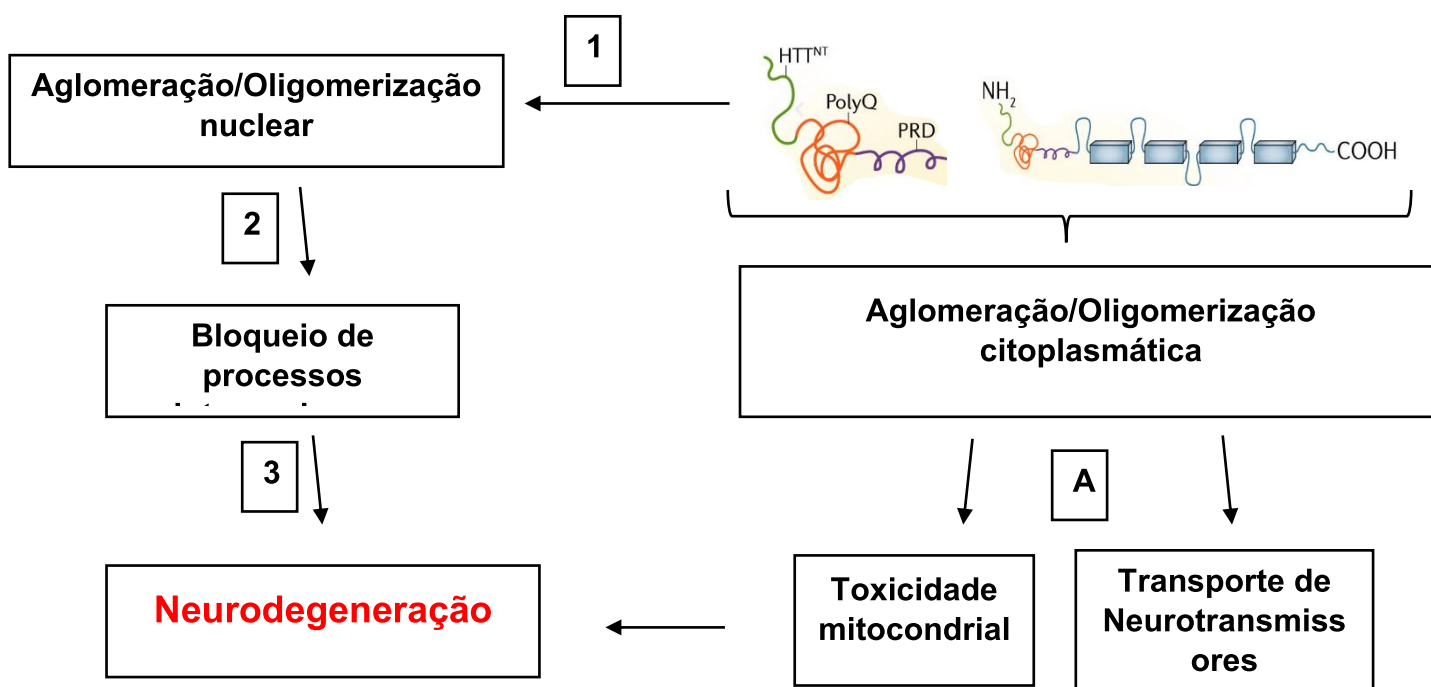 1
Aglomeração/Oligomerização
nuclear
HTTᴺᵀ
PolyQ
PRD
NH₂
COOH
2
Aglomeração/Oligomerização
citoplasmática
Bloqueio de
processos
3
A
Toxicidade
mitocondrial
Transporte de
Neurotransmiss
ores
Neurodegeneração